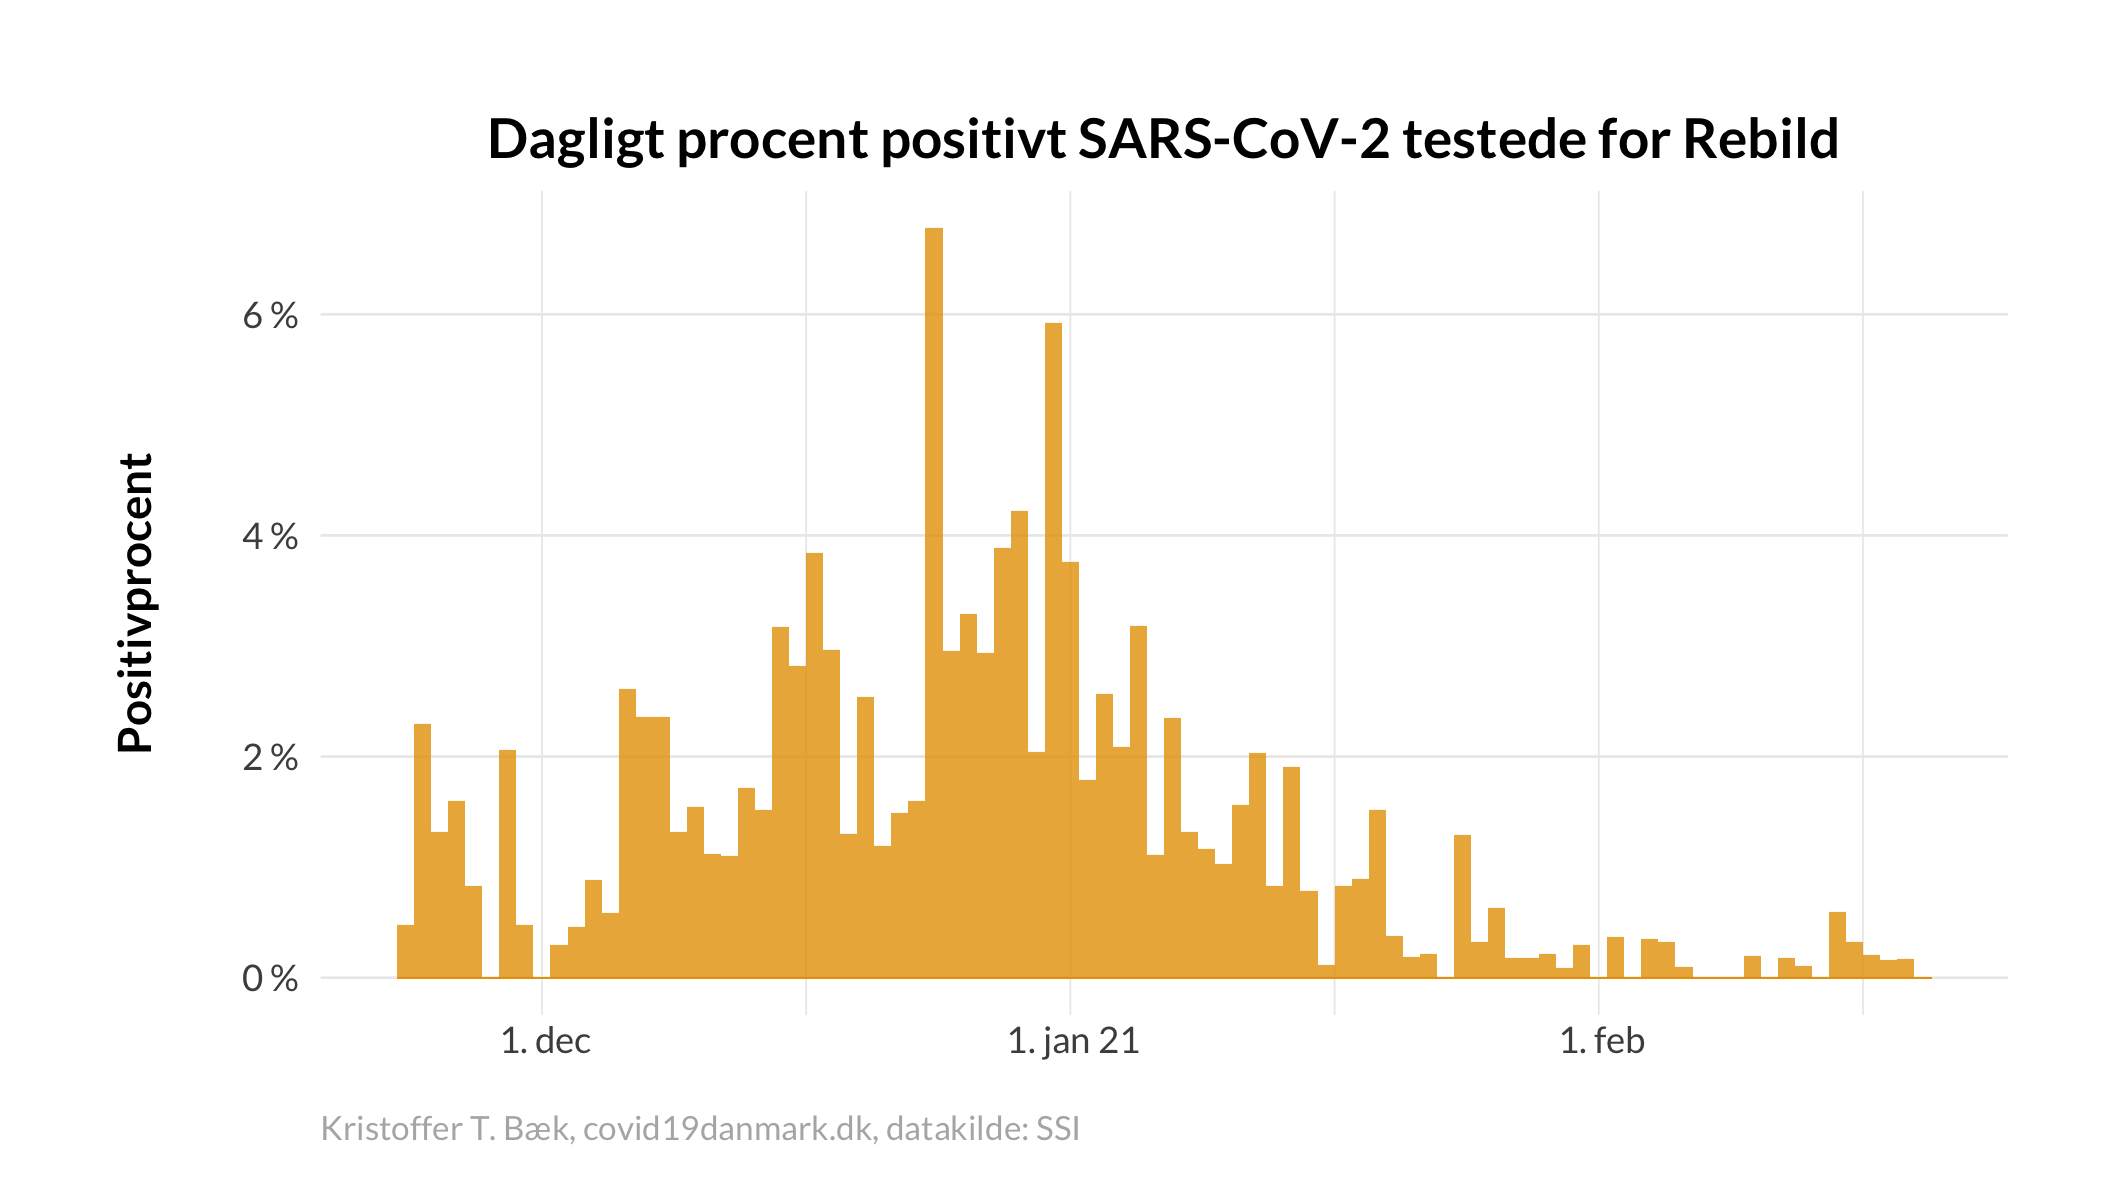 Dagligt procent positivt SARS-CoV-2 testede for Rebild
Positivprocent
6 %
4 %
2 %
0 %
1. dec
1. jan 21
1. feb
Kristoffer T. Bæk, covid19danmark.dk, datakilde: SSI